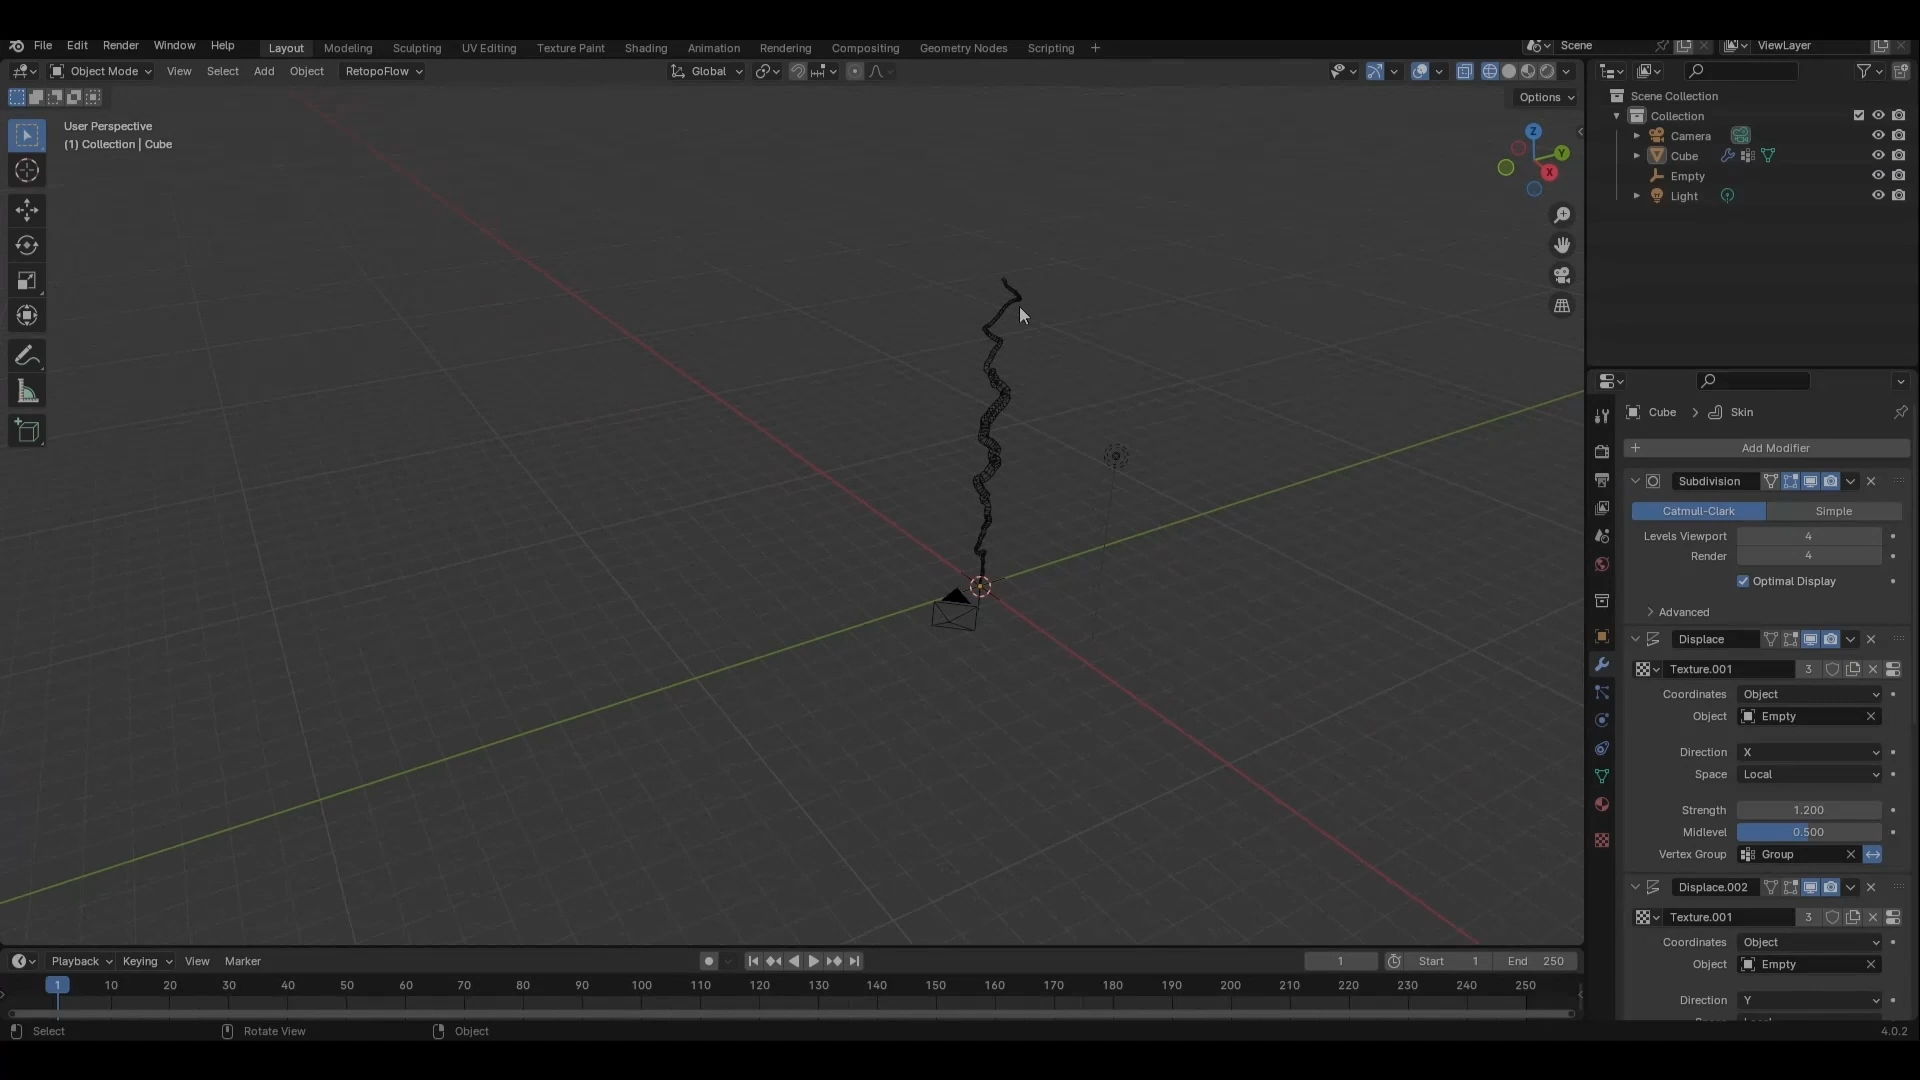 File Edit Render Window Help Layout Modeling Sculpting UV Editing Texture Paint Shading Animation Rendering Compositing Geometry Nodes Scripting + Scene ViewLayer
Object Mode View Select Add Object RetopoFlow Global
Options
User Perspective
(1) Collection | Cube
Z
Y
X
Scene Collection
Collection
Camera
Cube
Empty
Light
Cube > Skin
+ Add Modifier
Subdivision
Catmull-Clark Simple
Levels Viewport 4
Render 4
Optimal Display
Advanced
Displace
Texture.001 3
Coordinates Object
Object Empty
Direction X
Space Local
Strength 1.200
Midlevel 0.500
Vertex Group Group
Displace.002
Texture.001 3
Coordinates Object
Object Empty
Direction Y
Playback Keying View Marker 1 Start 1 End 250
1 10 20 30 40 50 60 70 80 90 100 110 120 130 140 150 160 170 180 190 200 210 220 230 240 250
Select Rotate View Object 4.0.2